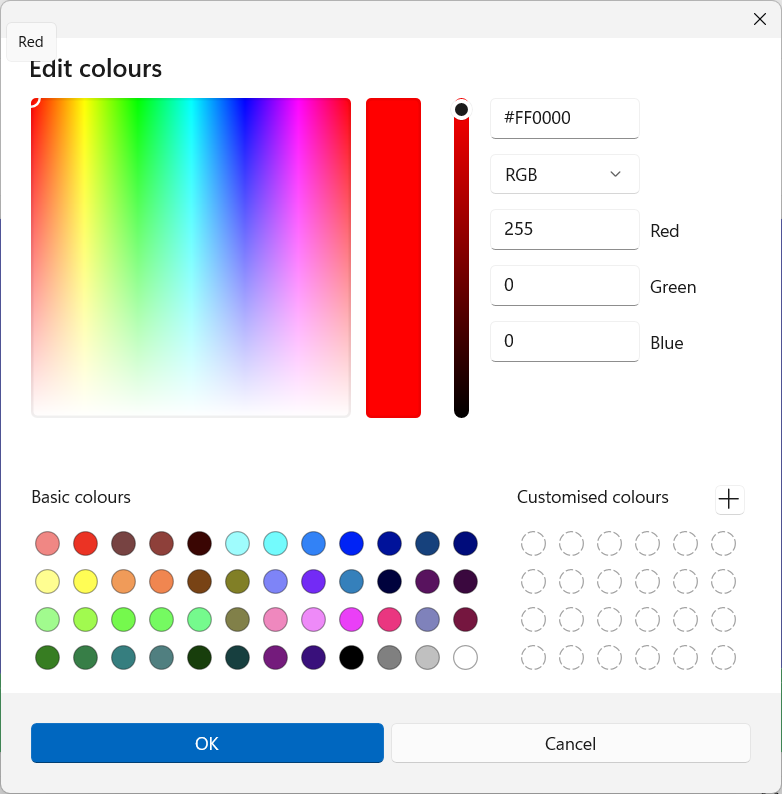 Red
Edit colours
#FF0000
RGB
255 Red
0 Green
0 Blue
Basic colours
Customised colours
OK
Cancel